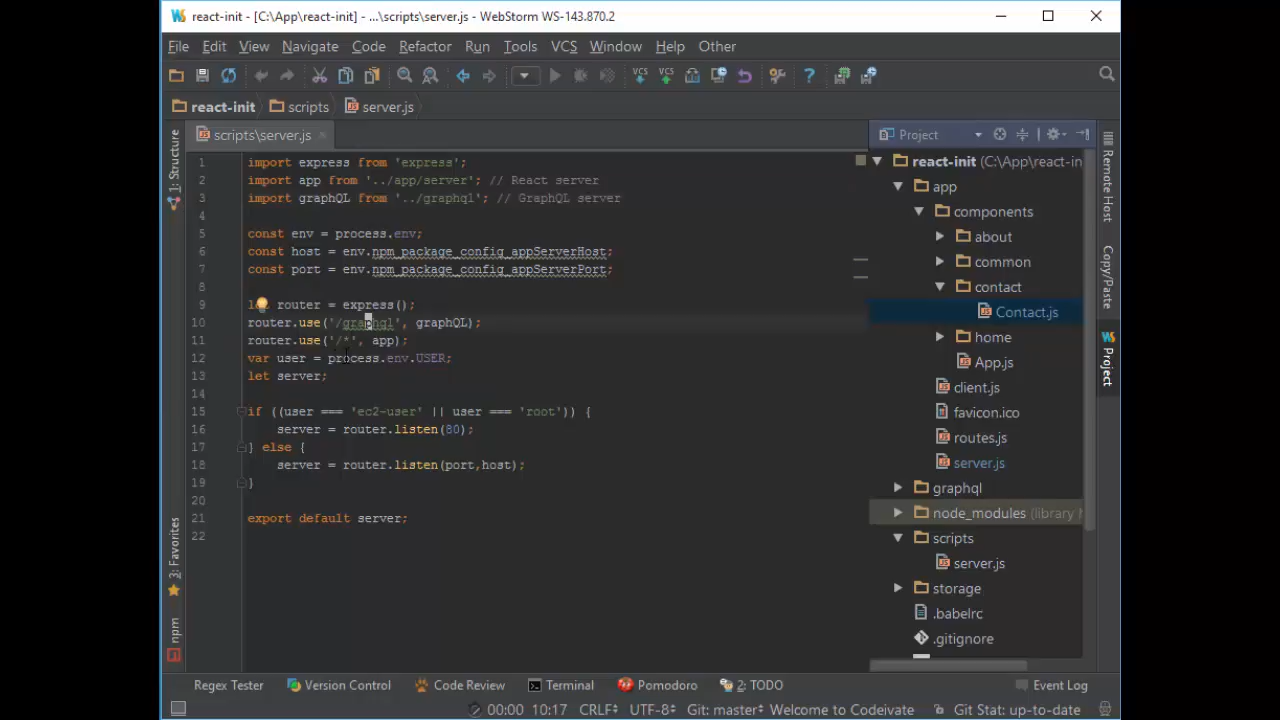 react-init - [C:\App\react-init] - ...\scripts\server.js - WebStorm WS-143.870.2
File Edit View Navigate Code Refactor Run Tools VCS Window Help Other
VCS VCS ?
react-init scripts server.js
scripts\server.js
Project
1: Structure
3: Favorites
npm
1 import express from 'express';
2 import app from '../app/server'; // React server
3 import graphQL from '../graphql'; // GraphQL server
4
5 const env = process.env;
6 const host = env.npm_package_config_appServerHost;
7 const port = env.npm_package_config_appServerPort;
8
9 router = express();
10 router.use('/graphql', graphQL);
11 router.use('/*', app);
12 var user = process.env.USER;
13 let server;
14
15 if ((user === 'ec2-user' || user === 'root')) {
16 server = router.listen(80);
17 } else {
18 server = router.listen(port,host);
19 }
20
21 export default server;
22
react-init (C:\App\react-in
app
components
about
common
contact
Contact.js
home
App.js
client.js
favicon.ico
routes.js
server.js
graphql
node_modules (library
scripts
server.js
storage
.babelrc
.gitignore
Remote Host
Copy/Paste
Project
Regex Tester Version Control Code Review Terminal Pomodoro 2: TODO Event Log
00:00 10:17 CRLF UTF-8 Git: master Welcome to Codeivate Git Stat: up-to-date